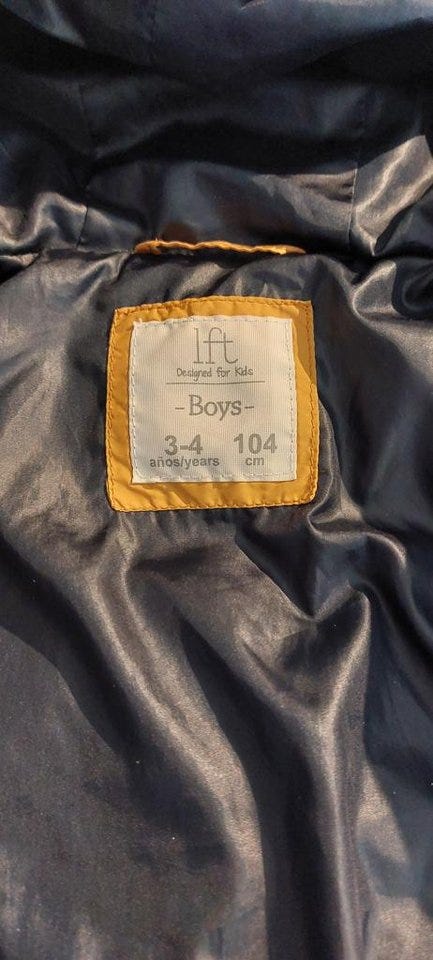 lft
Designed for Kids
-Boys-
3-4 104
años/years cm